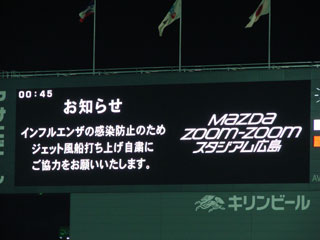 00:45
お知らせ
インフルエンザの感染防止のため
ジェット風船打ち上げ自粛に
ご協力をお願いいたします。
MAZDA
ZOOM-ZOOM
スタジアム広島
キリンビール